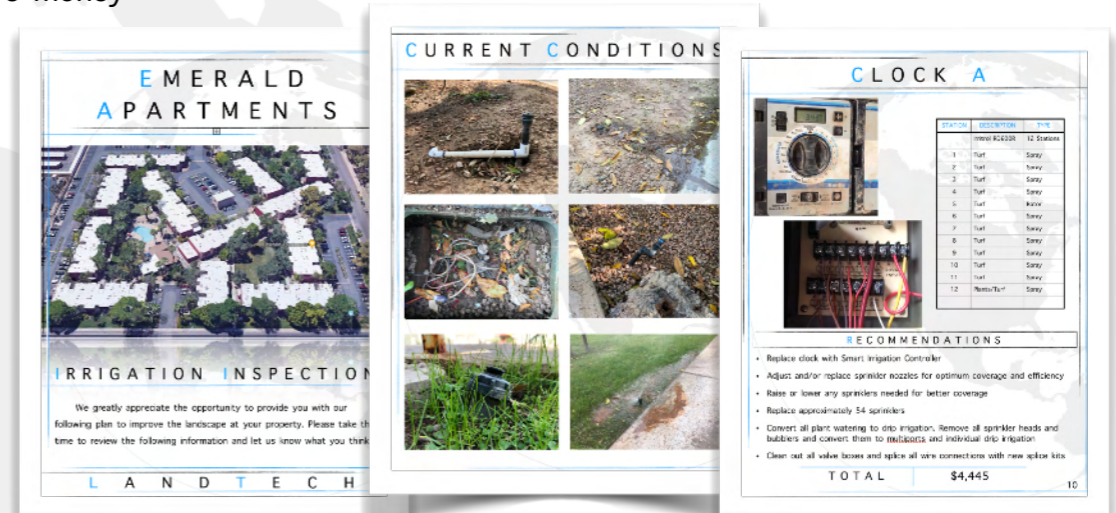 money
EMERALD
APARTMENTS
IRRIGATION INSPECTION
We greatly appreciate the opportunity to provide you with our
following plan to improve the landscape at your property. Please take th
time to review the following information and let us know what you think
LANDTECH
CURRENT CONDITIONS
CLOCK A
STATION DESCRIPTION TYPE
12 Stations
1 Turf Spray
2 Turf Spray
3 Turf Spray
4 Turf Spray
5 Turf Rotor
6 Turf Spray
7 Turf Spray
8 Turf Spray
9 Turf Spray
10 Turf Spray
11 Turf Spray
12 Plants/Turf Spray
RECOMMENDATIONS
• Replace clock with Smart Irrigation Controller
• Adjust and/or replace sprinkler nozzles for optimum coverage and efficiency
• Raise or lower any sprinklers needed for better coverage
• Replace approximately 54 sprinklers
• Convert all plant watering to drip irrigation. Remove all sprinkler heads and
bubblers and convert them to multiports and individual drip irrigation
• Clean out all valve boxes and splice all wire connections with new splice kits
TOTAL $4,445
10